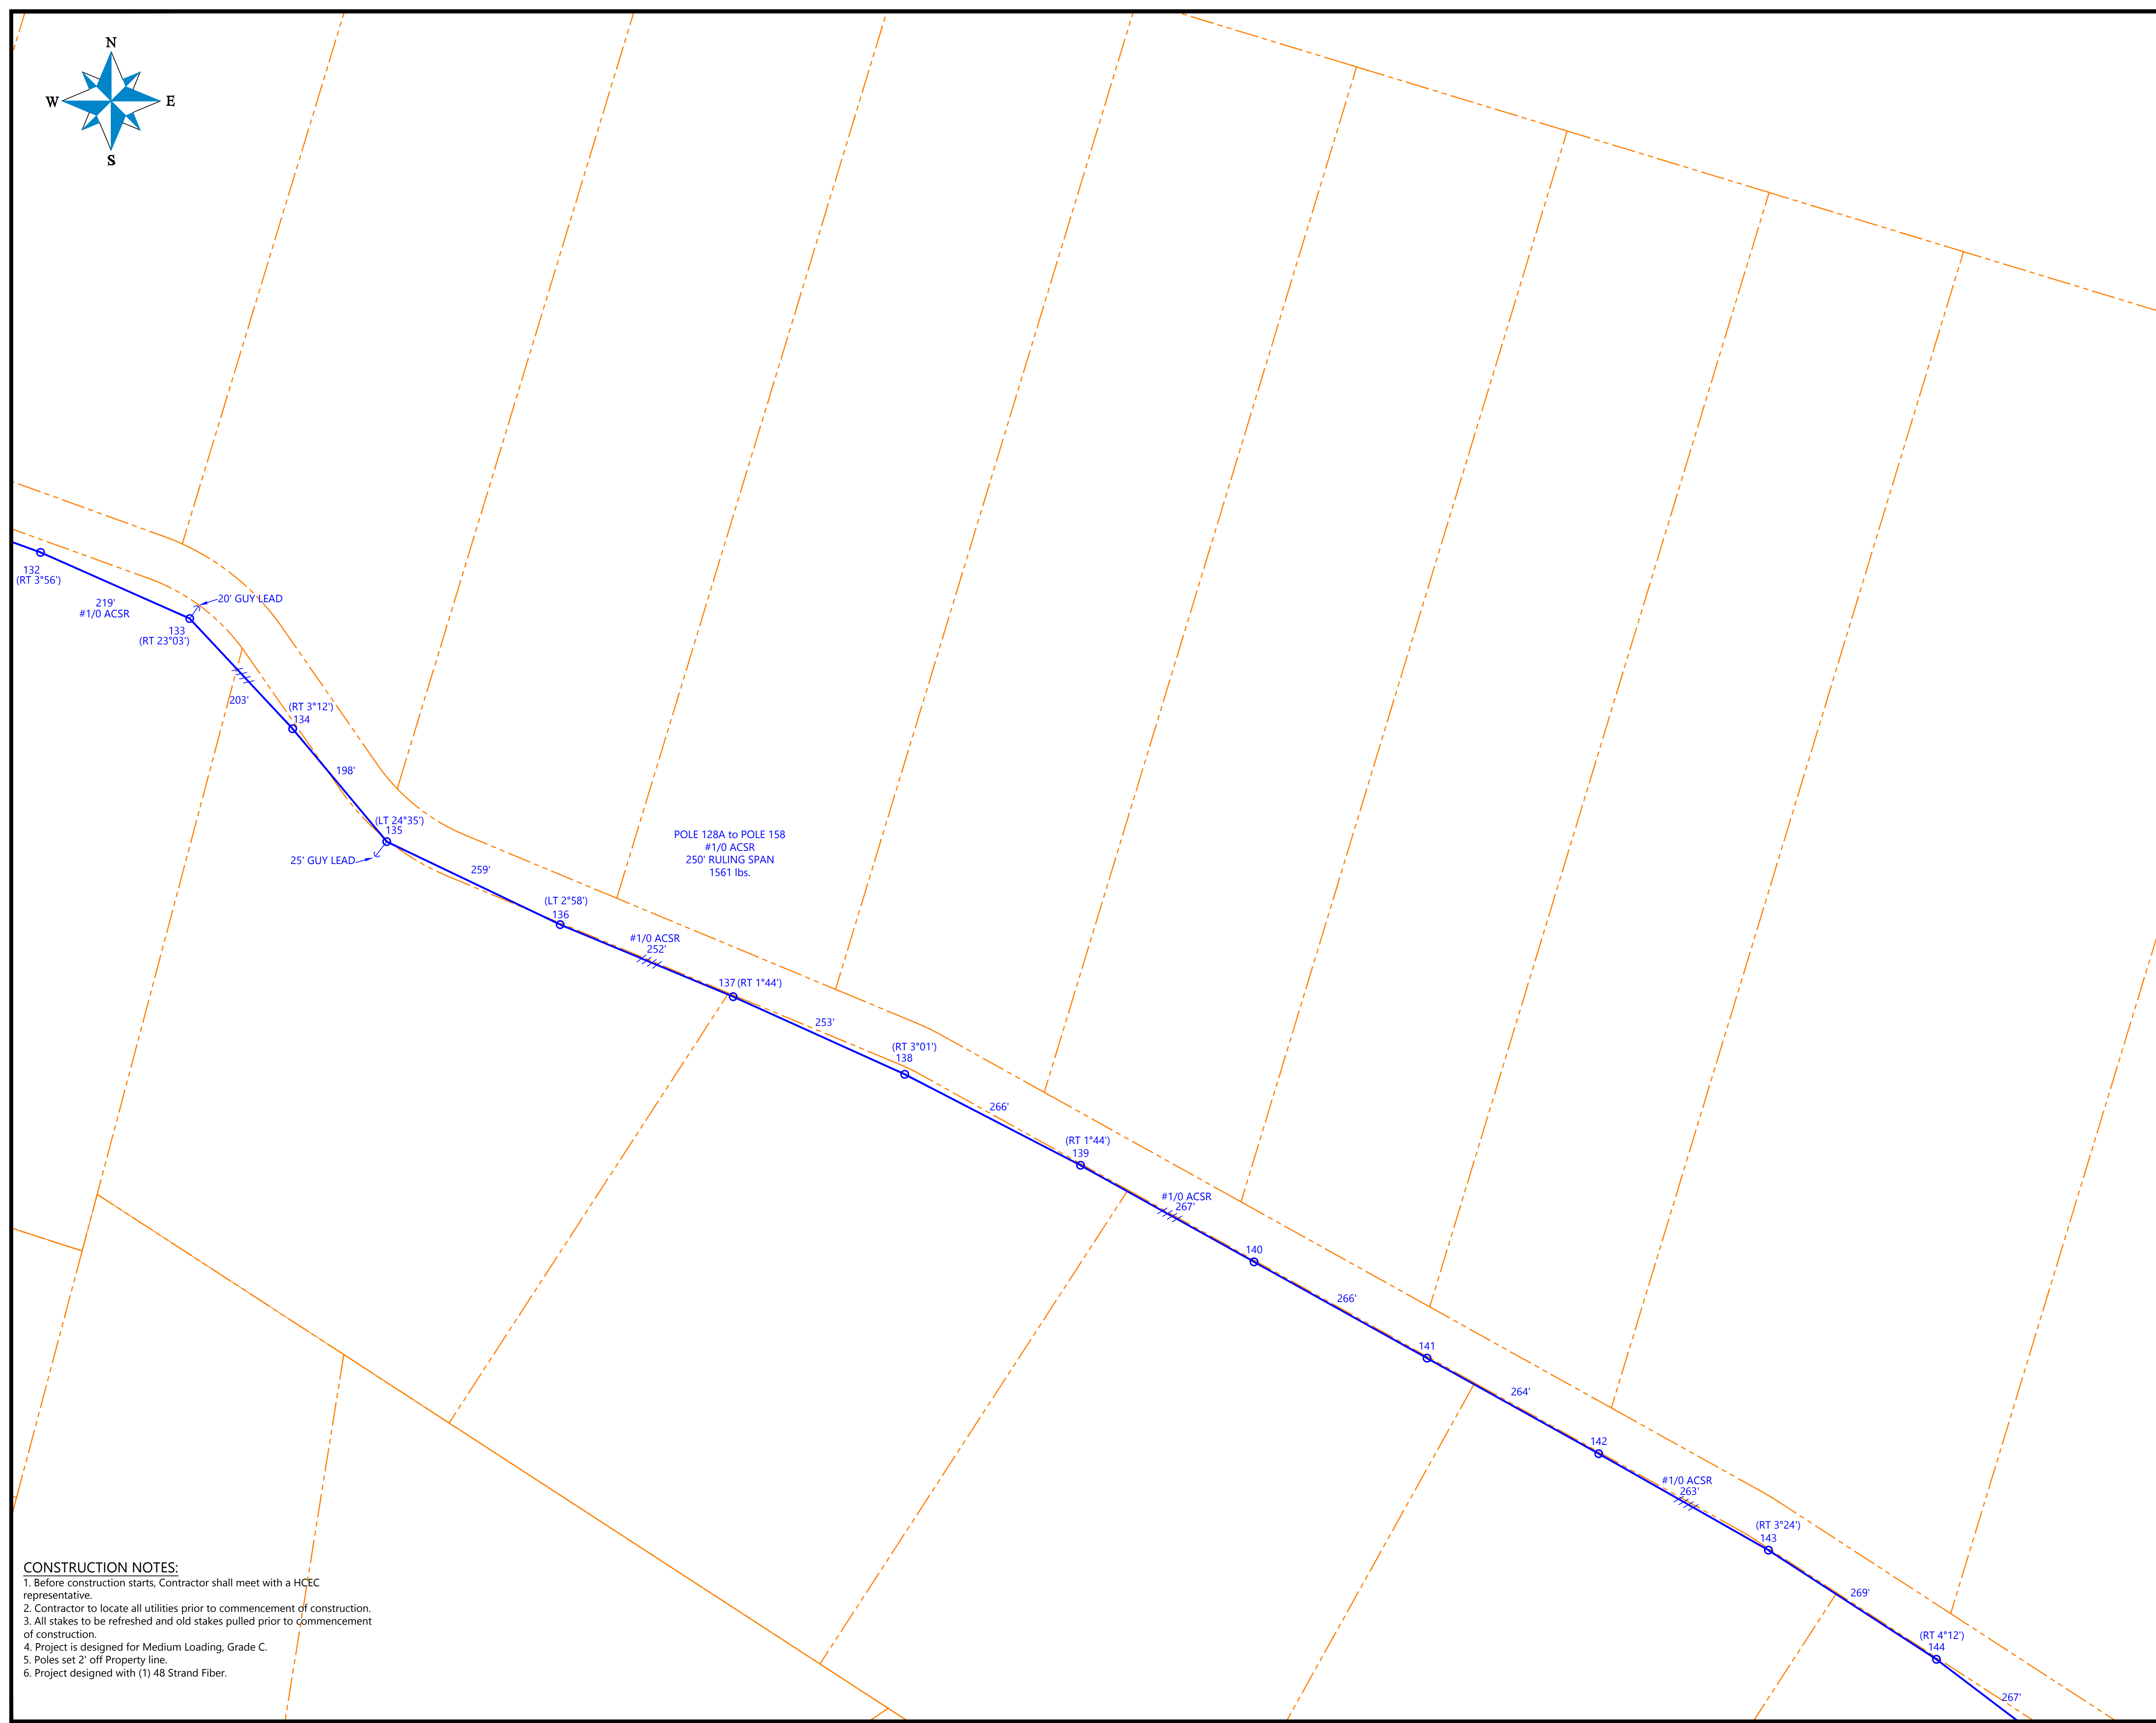 N
W E
S
132
(RT 3°56')
219'
#1/0 ACSR
20' GUY LEAD
133
(RT 23°03')
203'
(RT 3°12')
134
198'
(LT 24°35')
135
25' GUY LEAD
259'
POLE 128A to POLE 158
#1/0 ACSR
250' RULING SPAN
1561 lbs.
(LT 2°58')
136
#1/0 ACSR
252'
137 (RT 1°44')
253'
(RT 3°01')
138
266'
(RT 1°44')
139
#1/0 ACSR
267'
140
266'
141
264'
142
#1/0 ACSR
263'
(RT 3°24')
143
269'
(RT 4°12')
144
267'
CONSTRUCTION NOTES:
1. Before construction starts, Contractor shall meet with a HCEC
representative.
2. Contractor to locate all utilities prior to commencement of construction.
3. All stakes to be refreshed and old stakes pulled prior to commencement
of construction.
4. Project is designed for Medium Loading, Grade C.
5. Poles set 2' off Property line.
6. Project designed with (1) 48 Strand Fiber.